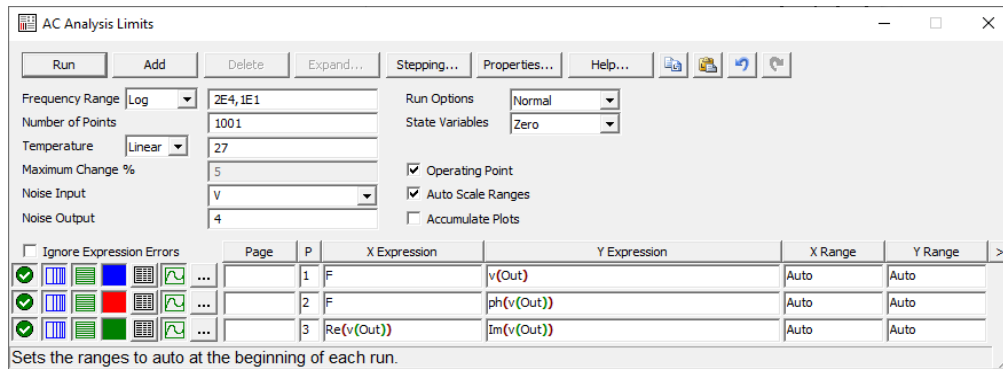 AC Analysis Limits
Run Add Delete Expand... Stepping... Properties... Help...
Frequency Range Log 2E4,1E1 Run Options Normal
Number of Points 1001 State Variables Zero
Temperature Linear 27
Maximum Change % 5 Operating Point
Noise Input V Auto Scale Ranges
Noise Output 4 Accumulate Plots
Ignore Expression Errors Page P X Expression Y Expression X Range Y Range >
... 1 F v(Out) Auto Auto
... 2 F ph(v(Out)) Auto Auto
... 3 Re(v(Out)) Im(v(Out)) Auto Auto
Sets the ranges to auto at the beginning of each run.